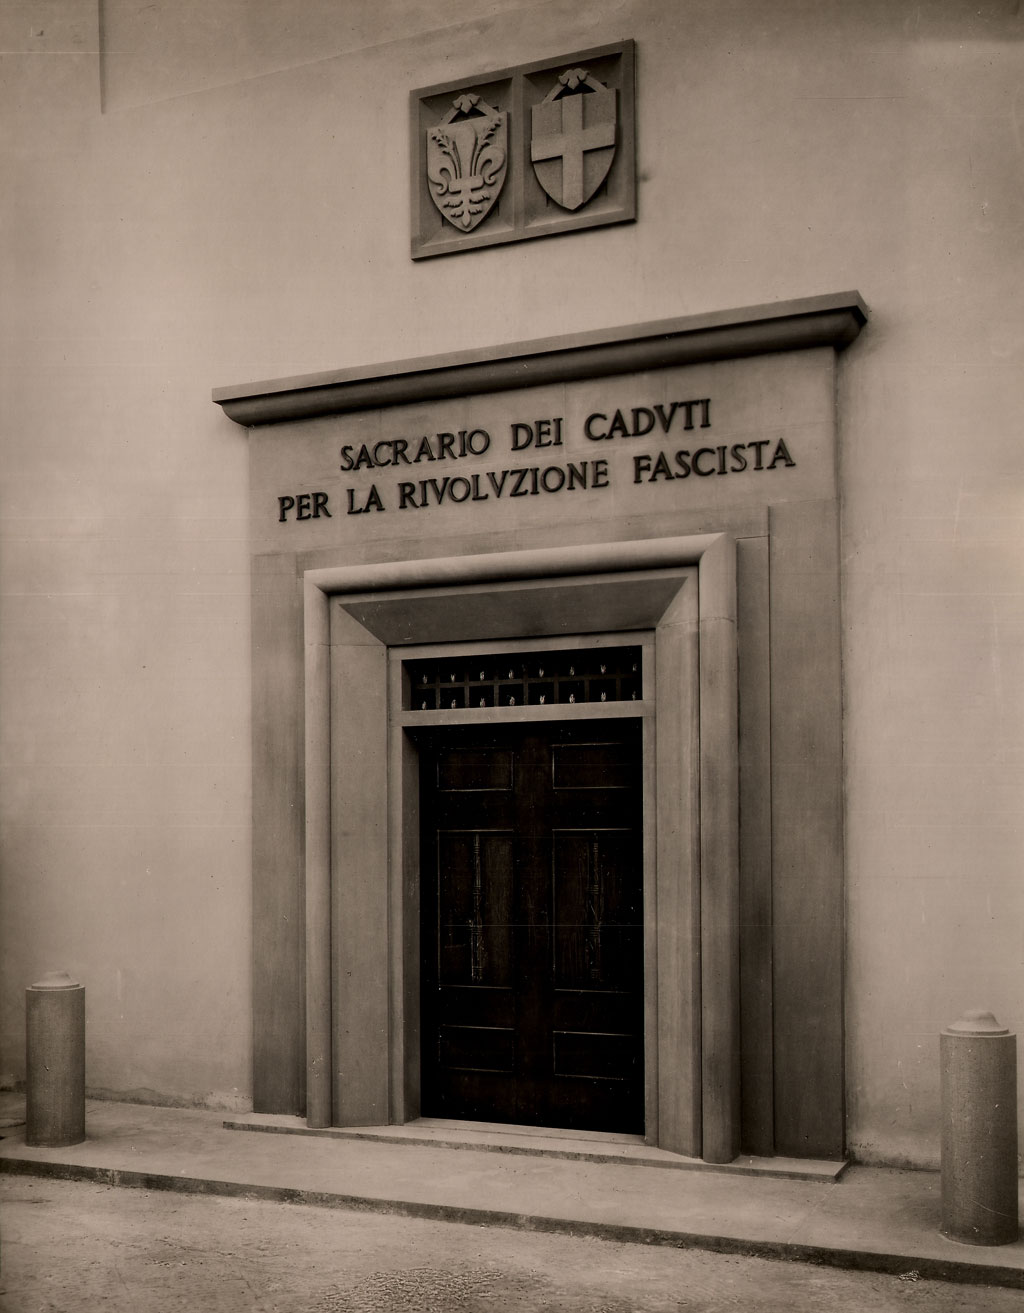 SACRARIO DEI CADVTI
PER LA RIVOLVZIONE FASCISTA